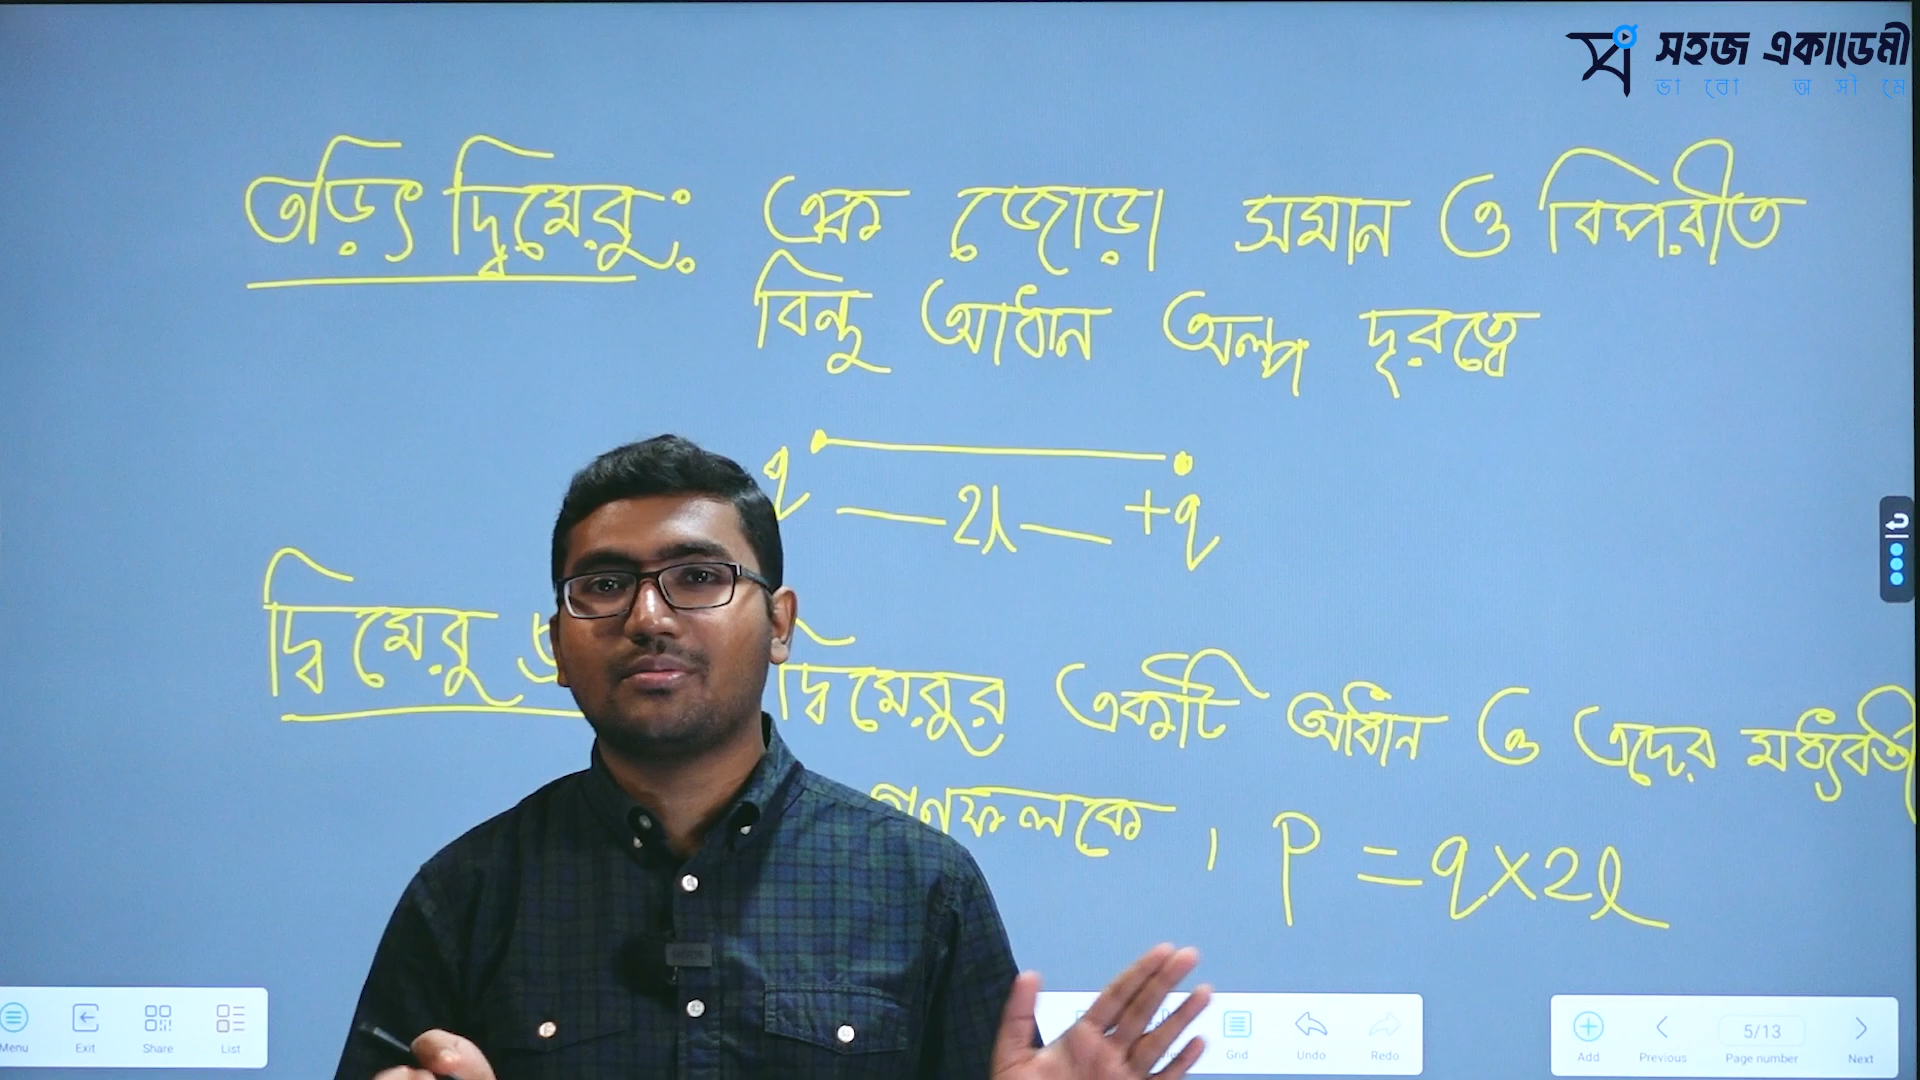 সহজ একাডেমী
ভাবো অসীমে
তড়িৎ দ্বিমেরু: এক জোড়া সমান ও বিপরীত
বিন্দু আধান অল্প দূরত্বে
q +q
2l
দ্বিমেরু দ্বিমেরুর একটি আধান ও এদের মধ্যবর্তী
গুণফলকে, P = q×2l
Menu Exit Share List Grid Undo Redo Add Previous 5/13 Page number Next